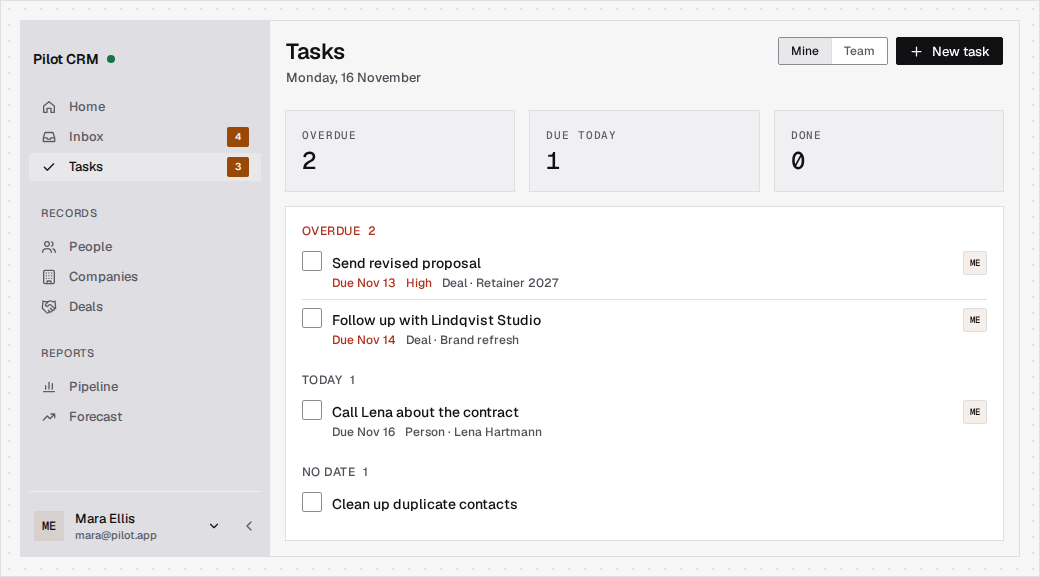 Pilot CRM
Home
Inbox 4
Tasks 3
RECORDS
People
Companies
Deals
REPORTS
Pipeline
Forecast
ME Mara Ellis
mara@pilot.app
Tasks
Monday, 16 November
Mine Team + New task
OVERDUE
2
DUE TODAY
1
DONE
0
OVERDUE 2
Send revised proposal ME
Due Nov 13 High Deal · Retainer 2027
Follow up with Lindqvist Studio ME
Due Nov 14 Deal · Brand refresh
TODAY 1
Call Lena about the contract ME
Due Nov 16 Person · Lena Hartmann
NO DATE 1
Clean up duplicate contacts